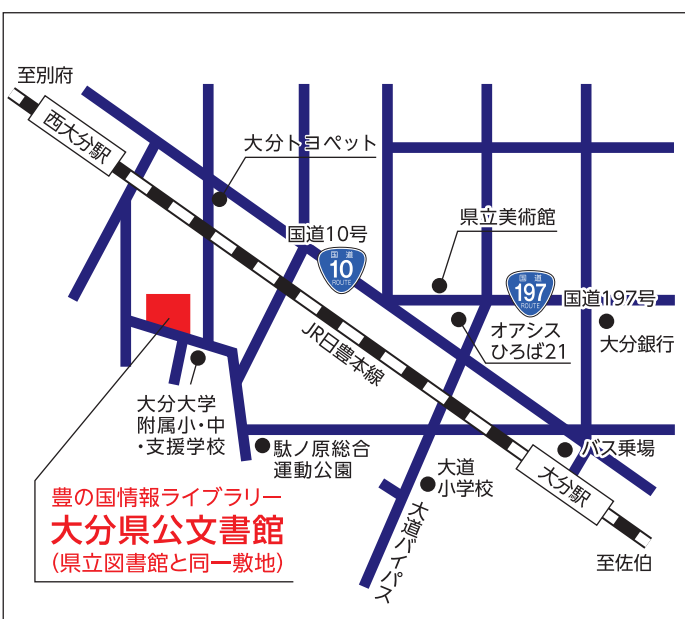 至別府
西大分駅
大分トヨペット
国道10号
国道
10
ROUTE
県立美術館
国道
197
ROUTE
国道197号
オアシス
ひろば21
大分銀行
JR日豊本線
大分大学
附属小・中
・支援学校
駄ノ原総合
運動公園
大道
小学校
バス乗場
大分駅
大道バイパス
至佐伯
豊の国情報ライブラリー
大分県公文書館
(県立図書館と同一敷地)